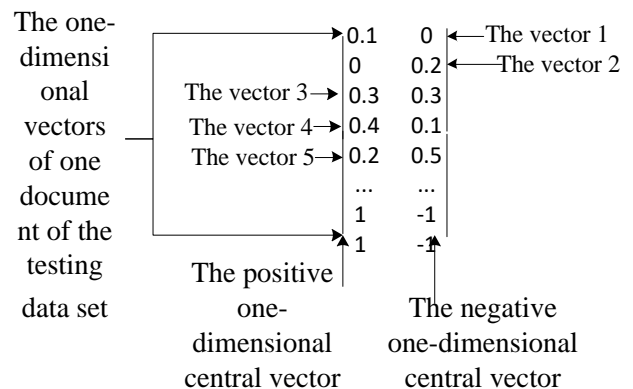 The one-
dimensi
onal
vectors
of one
docume
nt of the
testing
data set
0.1 0 The vector 1
0 0.2 The vector 2
The vector 3 0.3 0.3
The vector 4 0.4 0.1
The vector 5 0.2 0.5
... ...
1 -1
1 -1
The positive
one-
dimensional
central vector
The negative
one-dimensional
central vector